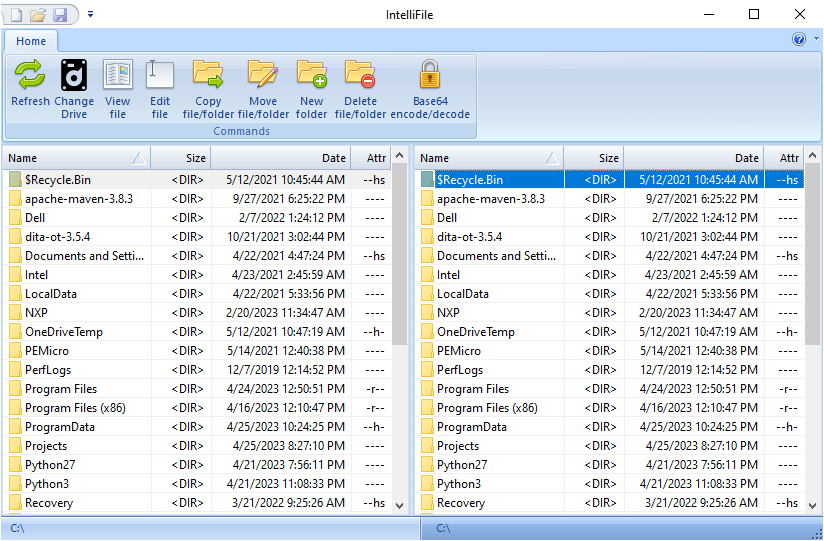 IntelliFile
Home
Refresh Change Drive View file Edit file Copy file/folder Move file/folder New folder Delete file/folder Base64 encode/decode
Commands
Name Size Date Attr Name Size Date Attr
$Recycle.Bin <DIR> 5/12/2021 10:45:44 AM --hs $Recycle.Bin <DIR> 5/12/2021 10:45:44 AM --hs
apache-maven-3.8.3 <DIR> 9/27/2021 6:25:22 PM ---- apache-maven-3.8.3 <DIR> 9/27/2021 6:25:22 PM ----
Dell <DIR> 2/7/2022 1:24:12 PM ---- Dell <DIR> 2/7/2022 1:24:12 PM ----
dita-ot-3.5.4 <DIR> 10/21/2021 3:02:44 PM ---- dita-ot-3.5.4 <DIR> 10/21/2021 3:02:44 PM ----
Documents and Setti... <DIR> 4/22/2021 4:47:24 PM --hs Documents and Setti... <DIR> 4/22/2021 4:47:24 PM --hs
Intel <DIR> 4/23/2021 2:45:59 AM ---- Intel <DIR> 4/23/2021 2:45:59 AM ----
LocalData <DIR> 4/22/2021 5:33:56 PM ---- LocalData <DIR> 4/22/2021 5:33:56 PM ----
NXP <DIR> 2/20/2023 11:34:47 AM ---- NXP <DIR> 2/20/2023 11:34:47 AM ----
OneDriveTemp <DIR> 5/12/2021 10:47:19 AM --h- OneDriveTemp <DIR> 5/12/2021 10:47:19 AM --h-
PEMicro <DIR> 5/14/2021 12:40:38 PM ---- PEMicro <DIR> 5/14/2021 12:40:38 PM ----
PerfLogs <DIR> 12/7/2019 12:14:52 PM ---- PerfLogs <DIR> 12/7/2019 12:14:52 PM ----
Program Files <DIR> 4/24/2023 12:50:51 PM -r-- Program Files <DIR> 4/24/2023 12:50:51 PM -r--
Program Files (x86) <DIR> 4/16/2023 12:10:47 PM -r-- Program Files (x86) <DIR> 4/16/2023 12:10:47 PM -r--
ProgramData <DIR> 4/25/2023 10:24:25 PM --h- ProgramData <DIR> 4/25/2023 10:24:25 PM --h-
Projects <DIR> 4/25/2023 8:27:10 PM ---- Projects <DIR> 4/25/2023 8:27:10 PM ----
Python27 <DIR> 4/21/2023 7:56:11 PM ---- Python27 <DIR> 4/21/2023 7:56:11 PM ----
Python3 <DIR> 4/21/2023 11:08:33 PM ---- Python3 <DIR> 4/21/2023 11:08:33 PM ----
Recovery <DIR> 3/21/2022 9:25:26 AM --hs Recovery <DIR> 3/21/2022 9:25:26 AM --hs
C:\ C:\